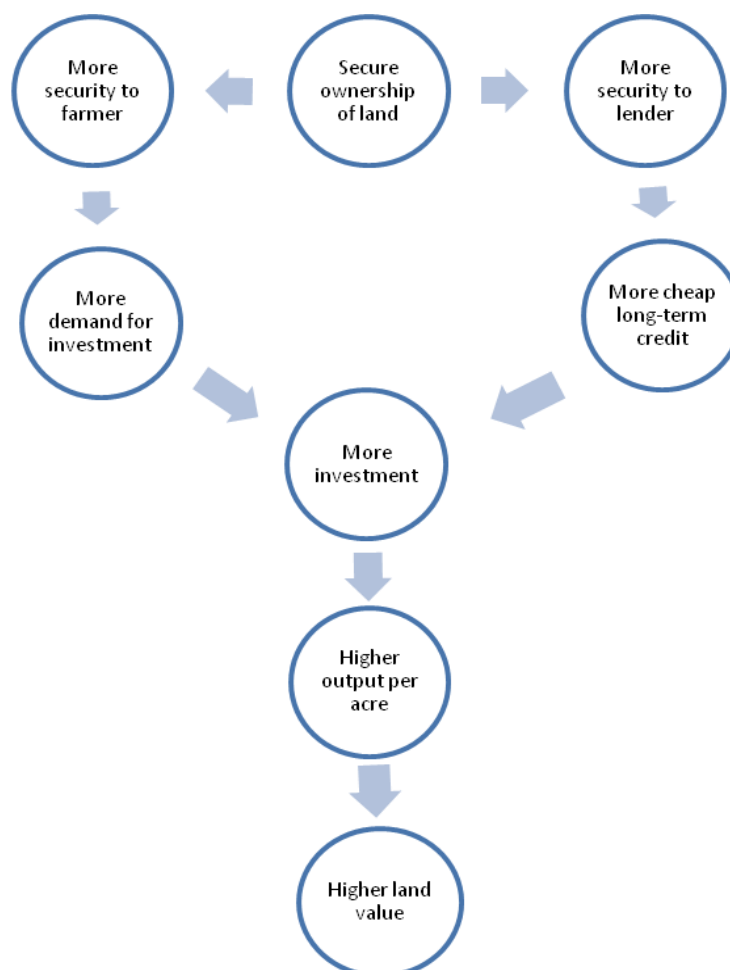 More
security to
farmer
Secure
ownership
of land
More
security to
lender
More
demand for
investment
More cheap
long-term
credit
More
investment
Higher
output per
acre
Higher land
value